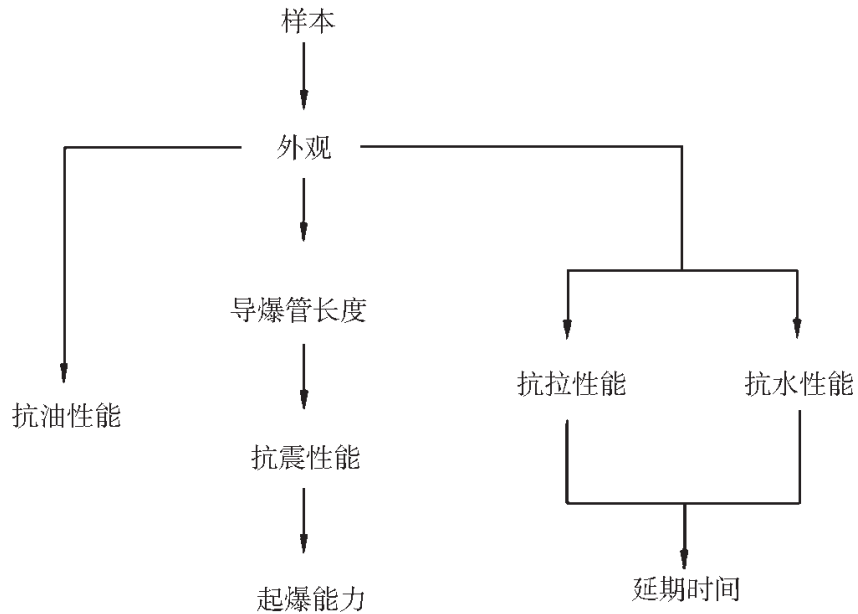 样本
外观
导爆管长度
抗拉性能
抗水性能
抗油性能
抗震性能
延期时间
起爆能力